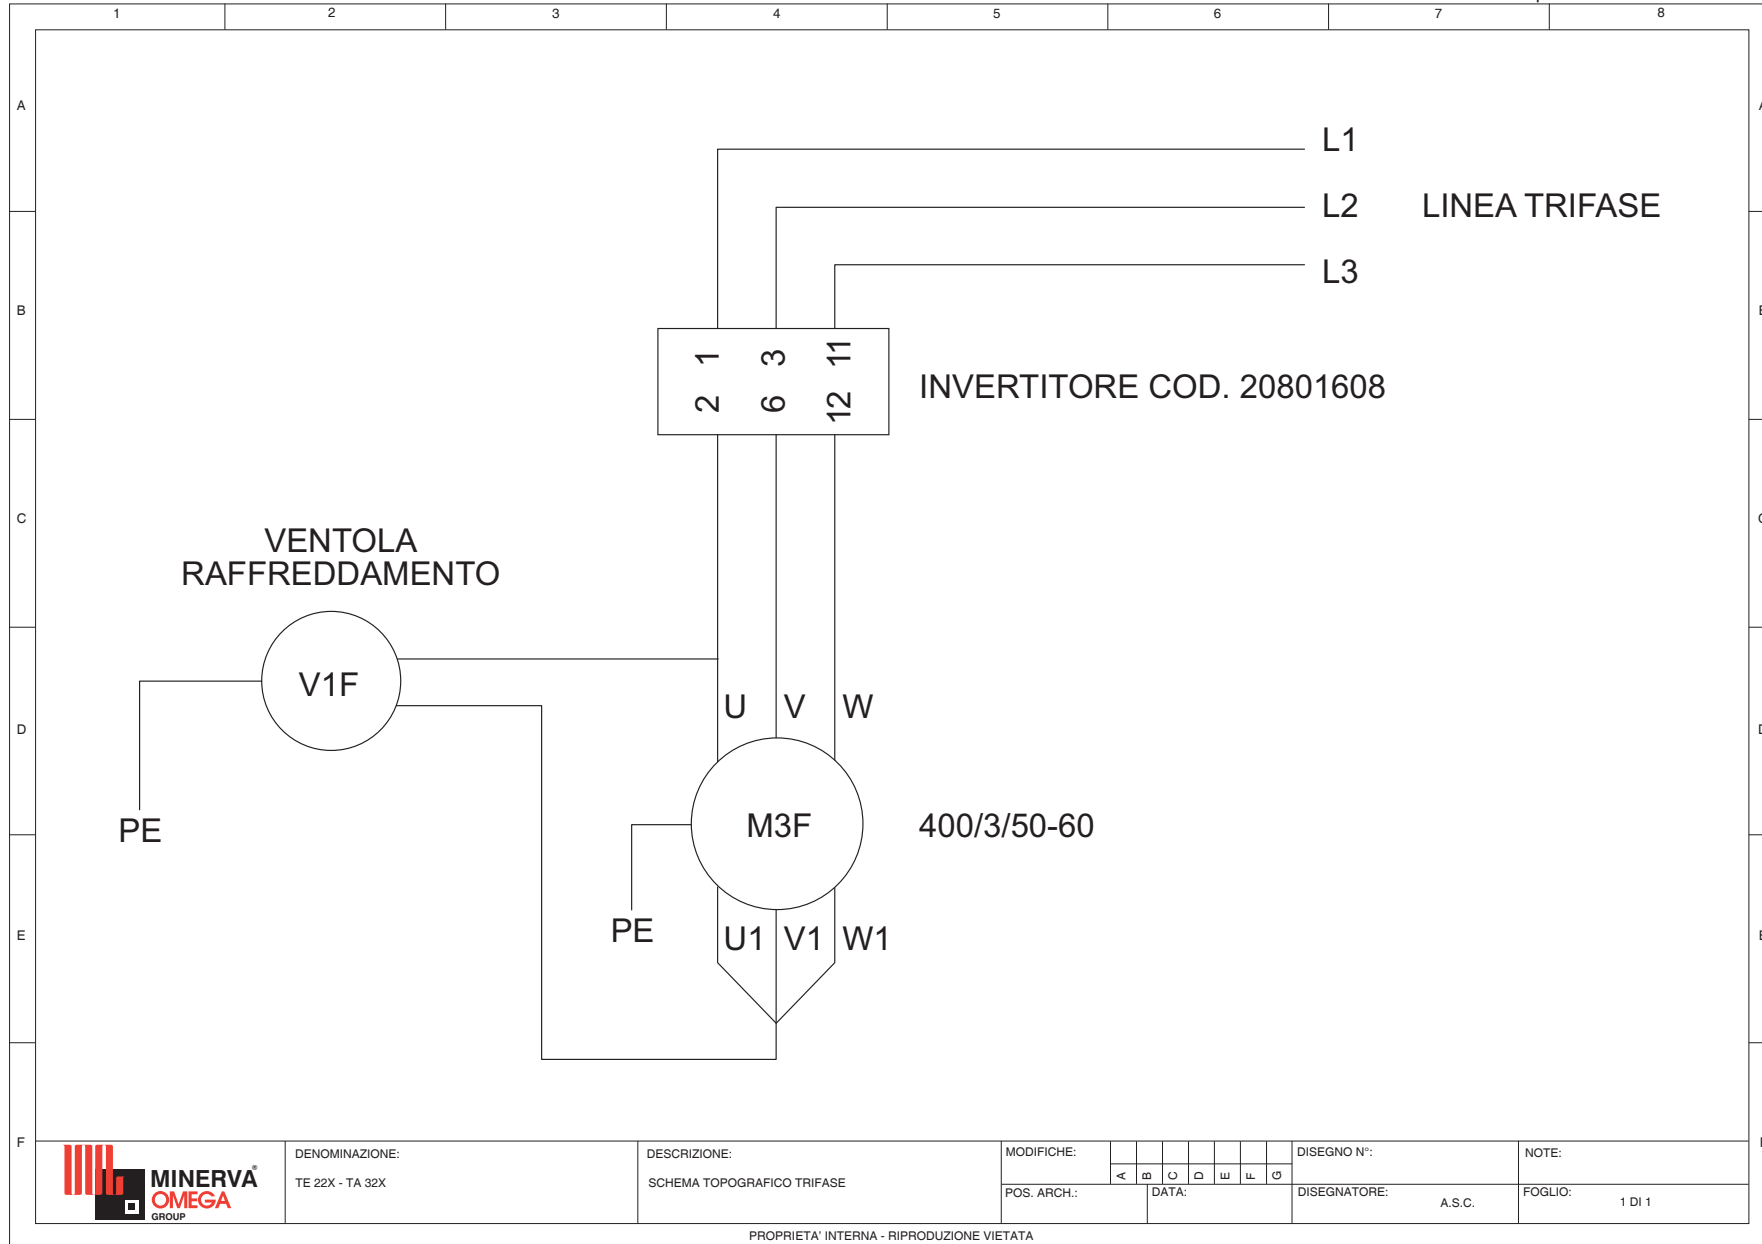 1 2 3 4 5 6 7 8
A A
L1
L2 LINEA TRIFASE
L3
B
1 3 11
2 6 12
INVERTITORE COD. 20801608
C
VENTOLA
RAFFREDDAMENTO
V1F
U V W
D
PE
M3F
400/3/50-60
PE
U1 V1 W1
E
F
MINERVA®
OMEGA
GROUP
DENOMINAZIONE:
TE 22X - TA 32X
DESCRIZIONE:
SCHEMA TOPOGRAFICO TRIFASE
MODIFICHE:
A B C D E F G
POS. ARCH.:
DATA:
DISEGNO N°:
DISEGNATORE:
A.S.C.
NOTE:
FOGLIO:
1 DI 1
PROPRIETA' INTERNA - RIPRODUZIONE VIETATA